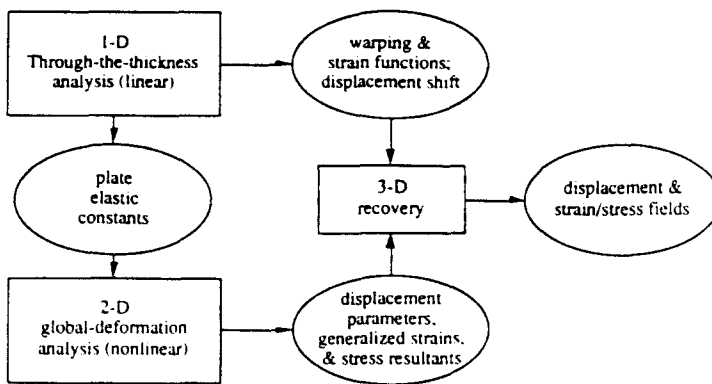 1-D
Through-the-thickness
analysis (linear)
warping &
strain functions;
displacement shift
plate
elastic
constants
3-D
recovery
displacement &
strain/stress fields
2-D
global-deformation
analysis (nonlinear)
displacement
parameters,
generalized strains,
& stress resultants